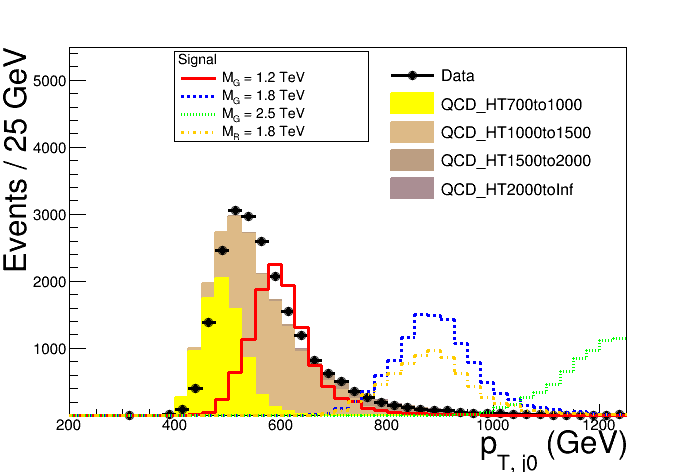 Events / 25 GeV
5000
4000
3000
2000
1000
Signal
M_G = 1.2 TeV
M_G = 1.8 TeV
M_G = 2.5 TeV
M_R = 1.8 TeV
Data
QCD_HT700to1000
QCD_HT1000to1500
QCD_HT1500to2000
QCD_HT2000toInf
200 400 600 800 1000 1200
p_T, j0 (GeV)